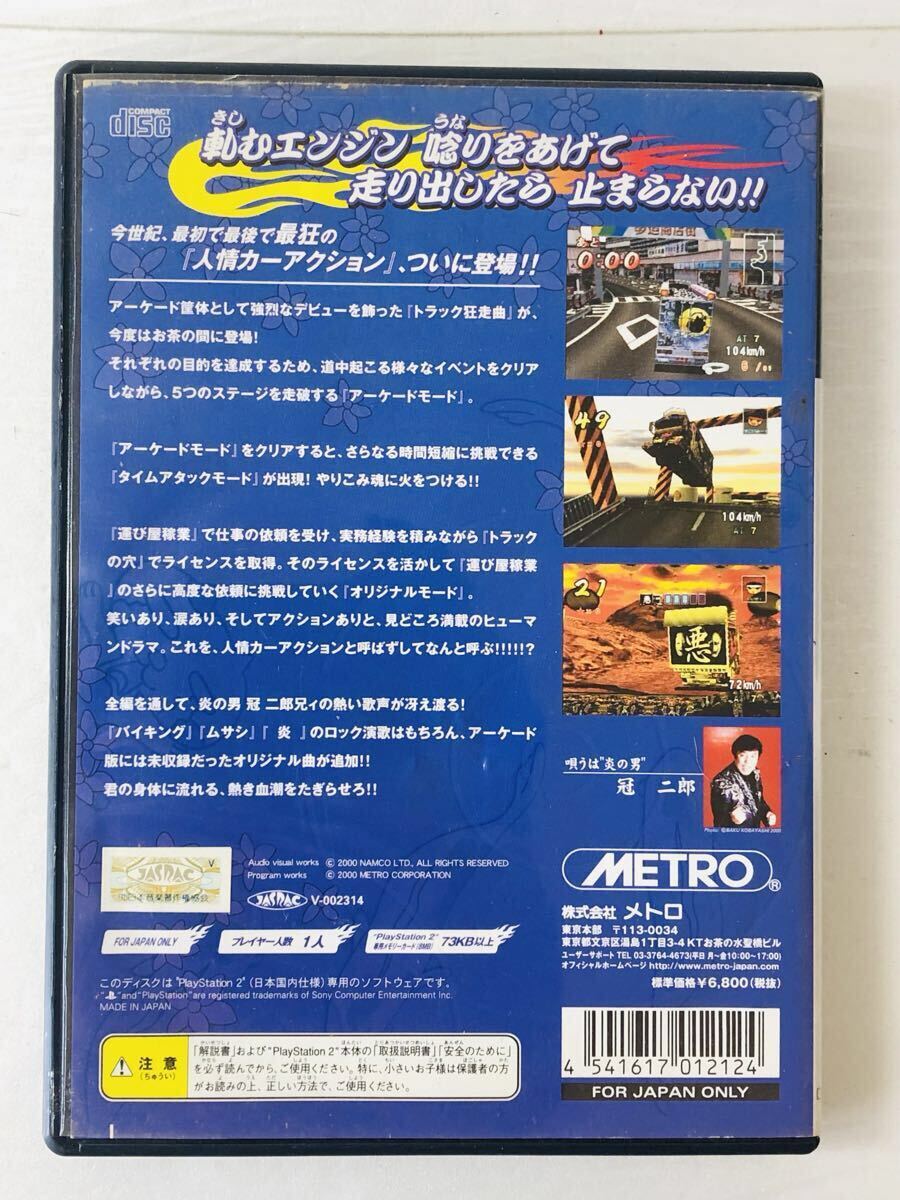 COMPACT
disc
きし うな
軋むエンジン 唸りをあげて
走り出したら 止まらない!!
今世紀、最初で最後で最狂の
『人情カーアクション』、ついに登場!!
アーケード筐体として強烈なデビューを飾った『トラック狂走曲』が、
今度はお茶の間に登場!
それぞれの目的を達成するため、道中起こる様々なイベントをクリア
しながら、5つのステージを走破する『アーケードモード』。
『アーケードモード』をクリアすると、さらなる時間短縮に挑戦できる
『タイムアタックモード』が出現! やりこみ魂に火をつける!!
『運び屋稼業』で仕事の依頼を受け、実務経験を積みながら『トラック
の穴』でライセンスを取得。そのライセンスを活かして『運び屋稼業
』のさらに高度な依頼に挑戦していく『オリジナルモード』。
笑いあり、涙あり、そしてアクションありと、見どころ満載のヒューマ
ンドラマ。これを、人情カーアクションと呼ばずしてなんと呼ぶ!!!!!?
全編を通して、炎の男 冠 二郎兄ィの熱い歌声が冴え渡る!
『バイキング』『ムサシ』『 炎 』のロック演歌はもちろん、アーケード
版には未収録だったオリジナル曲が追加!!
君の身体に流れる、熱き血潮をたぎらせろ!!
あと
0:00
AT 7
104km/h
49
104km/h
AT 7
21
悪
72km/h
唄うは"炎の男"
冠 二郎
Photo: ©BAKU KOBAYASHI 2000
V
JASRAC
Audio visual works © 2000 NAMCO LTD., ALL RIGHTS RESERVED
Program works © 2000 METRO CORPORATION
JASRAC V-002314
FOR JAPAN ONLY
プレイヤー人数 1人
"PlayStation 2"
専用メモリーカード(8MB) 73KB以上
このディスクは "PlayStation 2" (日本国内仕様) 専用のソフトウェアです。
" " and "PlayStation" are registered trademarks of Sony Computer Entertainment Inc.
MADE IN JAPAN
METRO®
株式会社 メトロ
東京本部 〒113-0034
東京都文京区湯島1丁目3-4 KTお茶の水聖橋ビル
ユーザーサポート TEL 03-3764-4673(平日 月〜金10:00〜17:00)
オフィシャルホームページ http://www.metro-japan.com
標準価格¥6,800(税抜)
注意
(ちゅうい)
「解説書」および"PlayStation 2"本体の「取扱説明書」「安全のために」
を必ず読んでから、ご使用ください。特に、小さいお子様は保護者の方
がお読みの上、正しい方法で、ご使用ください。
4 541617 012124
FOR JAPAN ONLY